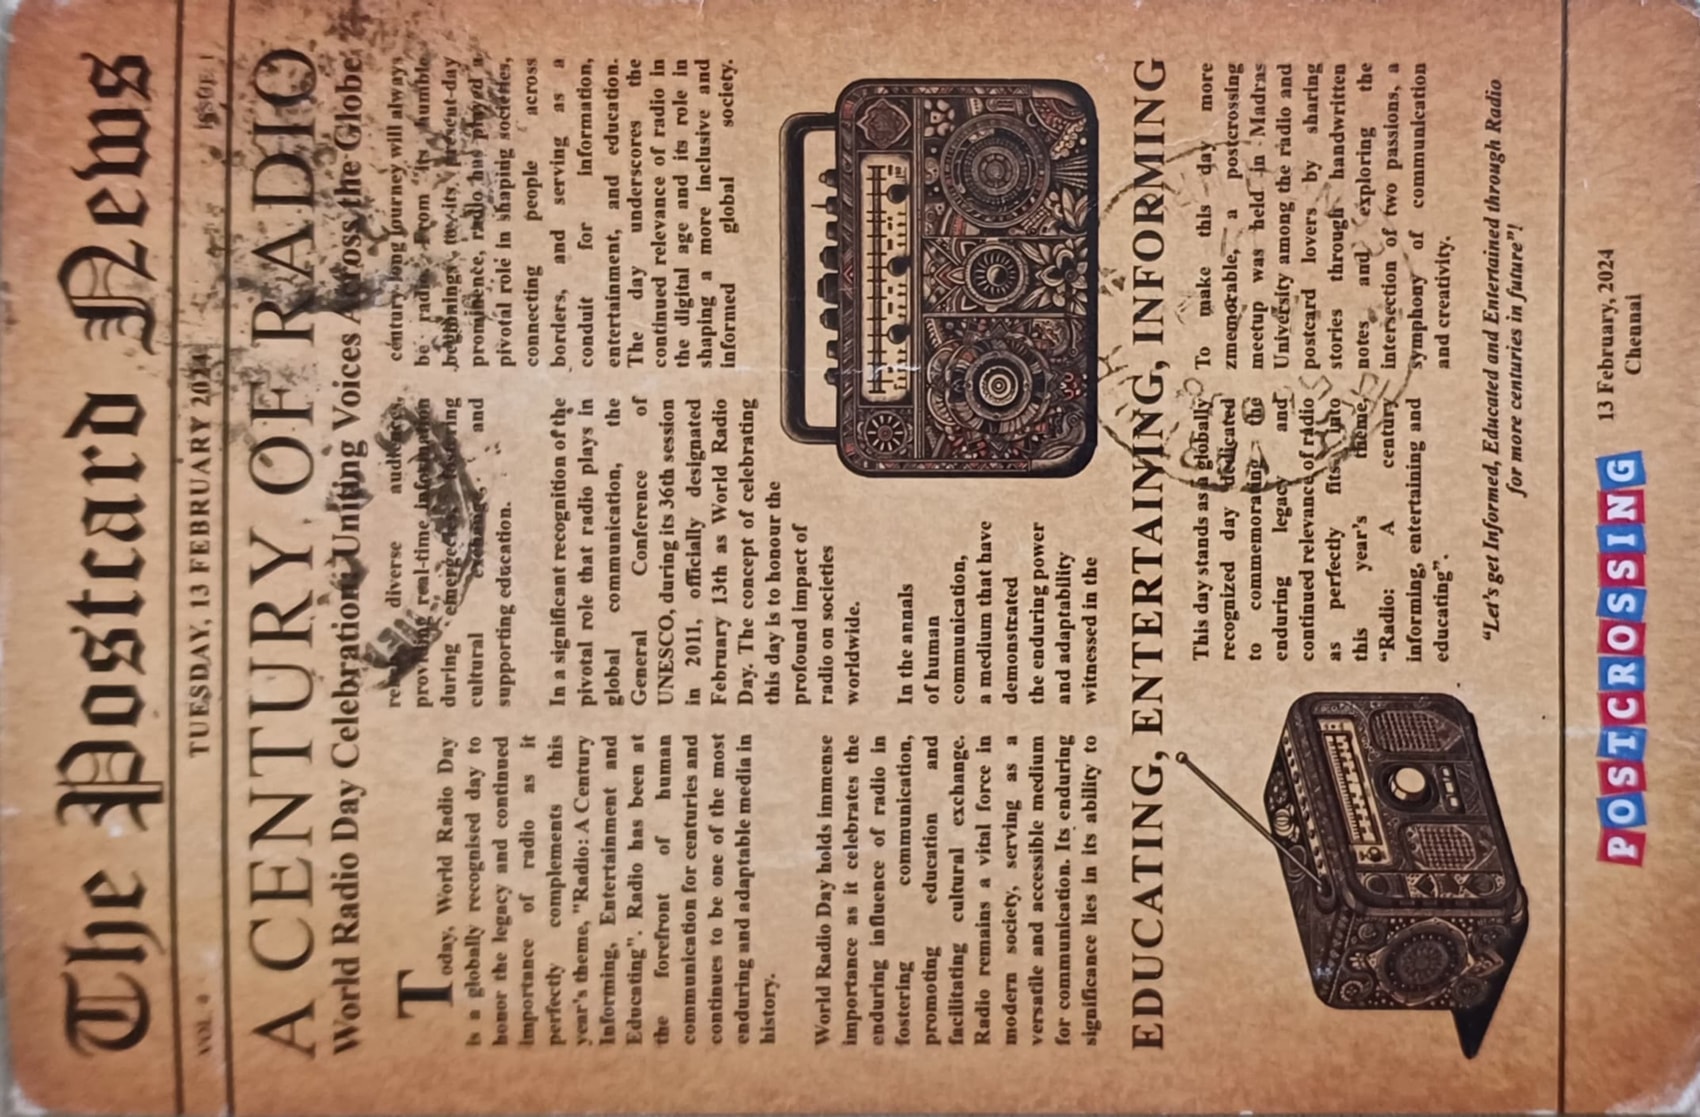 The Postcard News
VOL.
TUESDAY, 13 FEBRUARY 2024
ISSUE 1
A CENTURY OF RADIO
World Radio Day Celebration: Uniting Voices Across the Globe
Today, World Radio Day
is a globally recognised day to
honor the legacy and continued
importance of radio as it
perfectly complements this
year's theme, "Radio: A Century
Informing, Entertainment and
Educating". Radio has been at
the forefront of human
communication for centuries and
continues to be one of the most
enduring and adaptable media in
history.
World Radio Day holds immense
importance as it celebrates the
enduring influence of radio in
fostering communication,
promoting education and
facilitating cultural exchange.
Radio remains a vital force in
modern society, serving as a
versatile and accessible medium
for communication. Its enduring
significance lies in its ability to
diverse audiences,
providing real-time information
during emergencies, fostering
cultural exchanges and
supporting education.
In a significant recognition of the
pivotal role that radio plays in
global communication, the
General Conference of
UNESCO, during its 36th session
in 2011, officially designated
February 13th as World Radio
Day. The concept of celebrating
this day is to honour the
profound impact of
radio on societies
worldwide.
In the annals
of human
communication,
a medium that have
demonstrated
the enduring power
and adaptability
witnessed in the
century-long journey will always
be radio. From its humble
beginnings to its present-day
prominence, radio has played a
pivotal role in shaping societies,
connecting people across
borders, and serving as a
conduit for information,
entertainment, and education.
The day underscores the
continued relevance of radio in
the digital age and its role in
shaping a more inclusive and
informed global society.
EDUCATING, ENTERTAINING, INFORMING
This day stands as a globally
recognized day dedicated
to commemorating the
enduring legacy and
continued relevance of radio
as perfectly fits into
this year's theme,
“Radio: A century
informing, entertaining and
educating”.
To make this day more
zmemorable, a postcrossing
meetup was held in Madras
University among the radio and
postcard lovers by sharing
stories through handwritten
notes and exploring the
intersection of two passions, a
symphony of communication
and creativity.
“Let's get Informed, Educated and Entertained through Radio
for more centuries in future”!
POSTCROSSING
13 February, 2024
Chennai